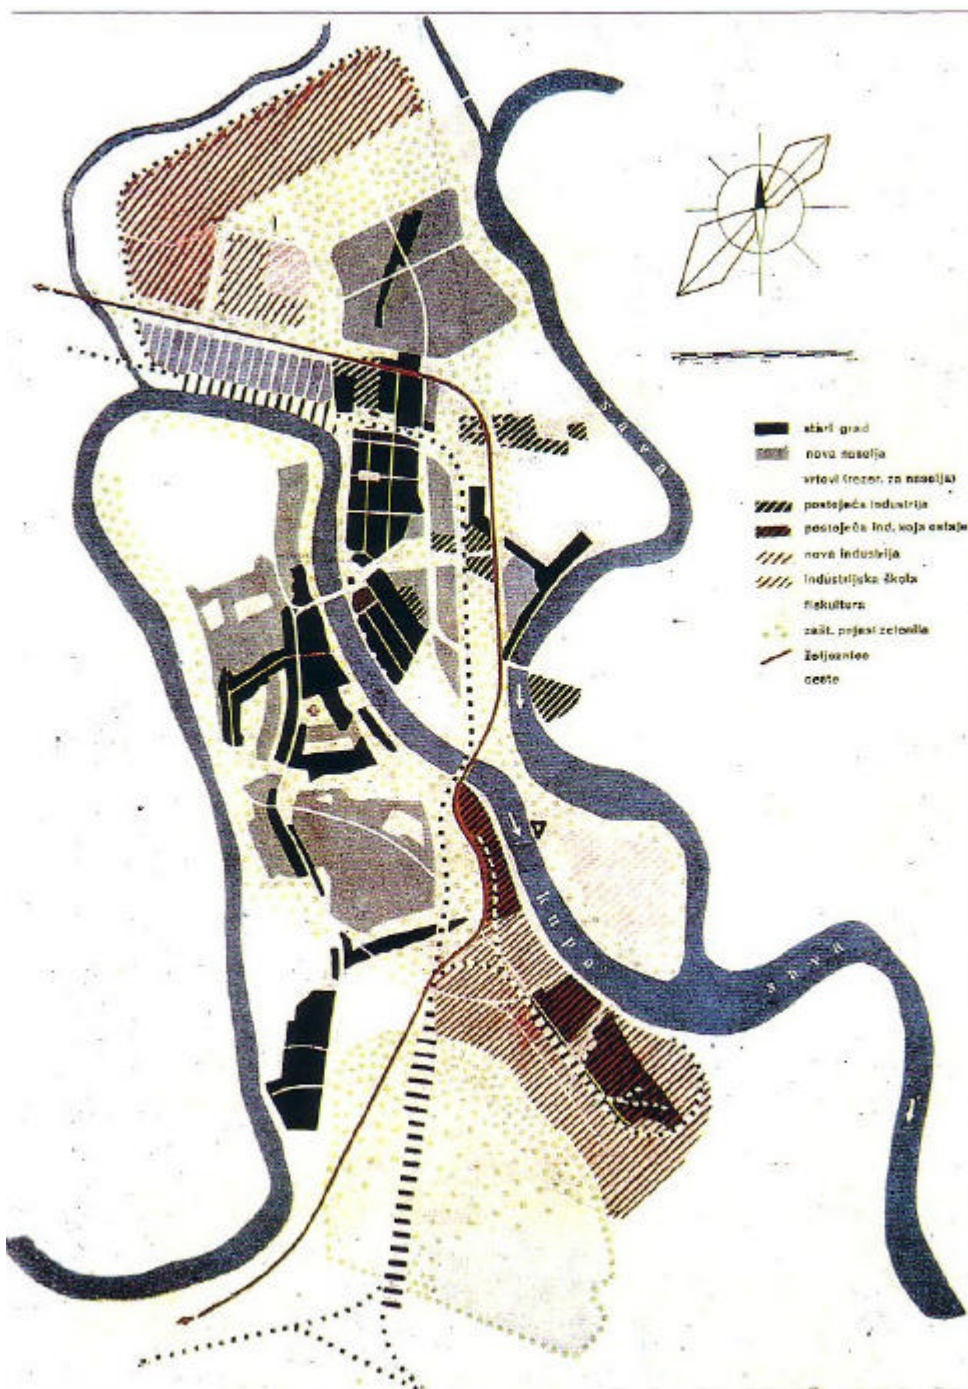 sava
stari grad
nova naselja
vrtovi (rezer. za naselja)
postojeća industrija
postojeća ind. koja ostaje
nova industrija
industrijska škola
fiskultura
zašt. pojasi zelenila
željeznice
ceste
kupa
sava